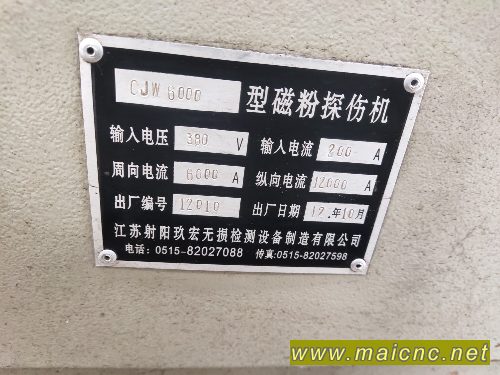 CJW 6000 型磁粉探伤机
输入电压 380 V 输入电流 200 A
周向电流 6000 A 纵向电流 12000 A
出厂编号 12010 出厂日期 12.年10月
江苏射阳玖宏无损检测设备制造有限公司
电话：0515-82027088 传真:0515-82027598
www.maicnc.net